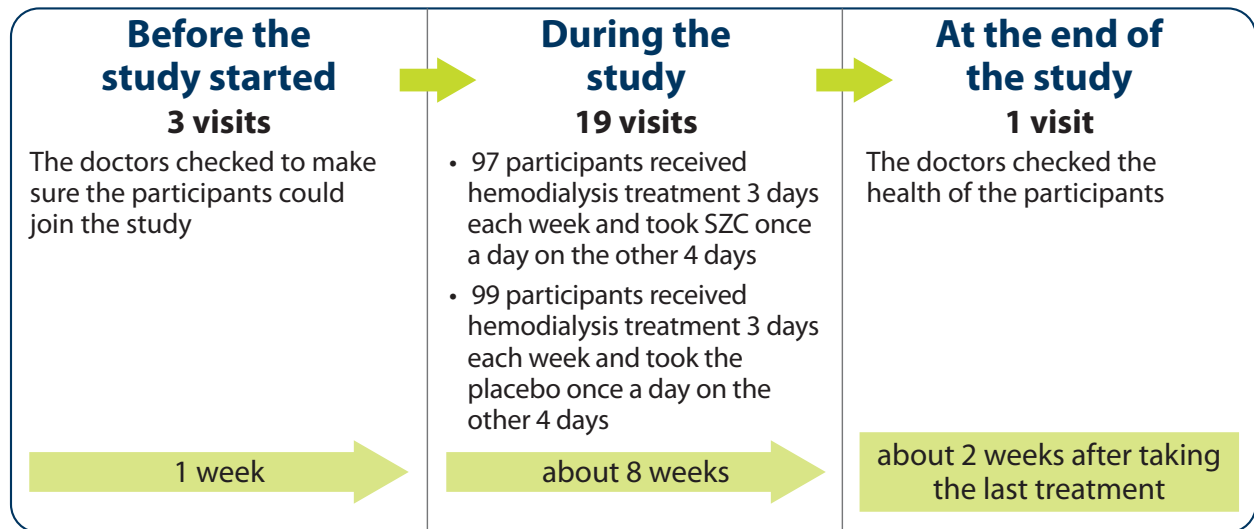 Before the
study started
3 visits
The doctors checked to make
sure the participants could
join the study
1 week
During the
study
19 visits
• 97 participants received
hemodialysis treatment 3 days
each week and took SZC once
a day on the other 4 days
• 99 participants received
hemodialysis treatment 3 days
each week and took the
placebo once a day on the
other 4 days
about 8 weeks
At the end of
the study
1 visit
The doctors checked the
health of the participants
about 2 weeks after taking
the last treatment